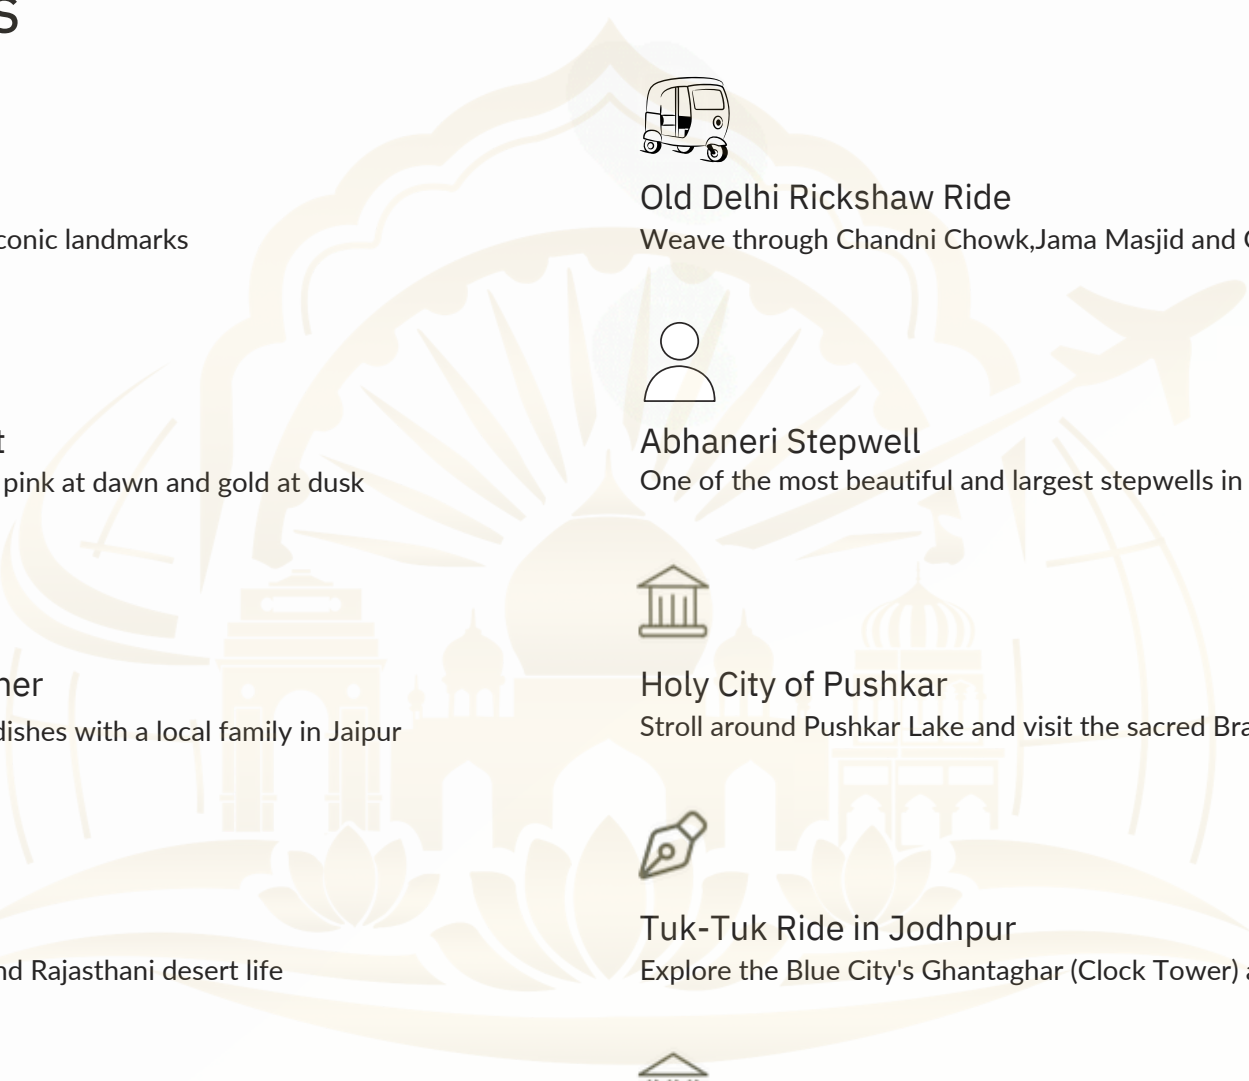 s
conic landmarks
t
pink at dawn and gold at dusk
ner
dishes with a local family in Jaipur
nd Rajasthani desert life
Old Delhi Rickshaw Ride
Weave through Chandni Chowk,Jama Masjid and
Abhaneri Stepwell
One of the most beautiful and largest stepwells in
Holy City of Pushkar
Stroll around Pushkar Lake and visit the sacred Bra
Tuk-Tuk Ride in Jodhpur
Explore the Blue City's Ghantaghar (Clock Tower) a